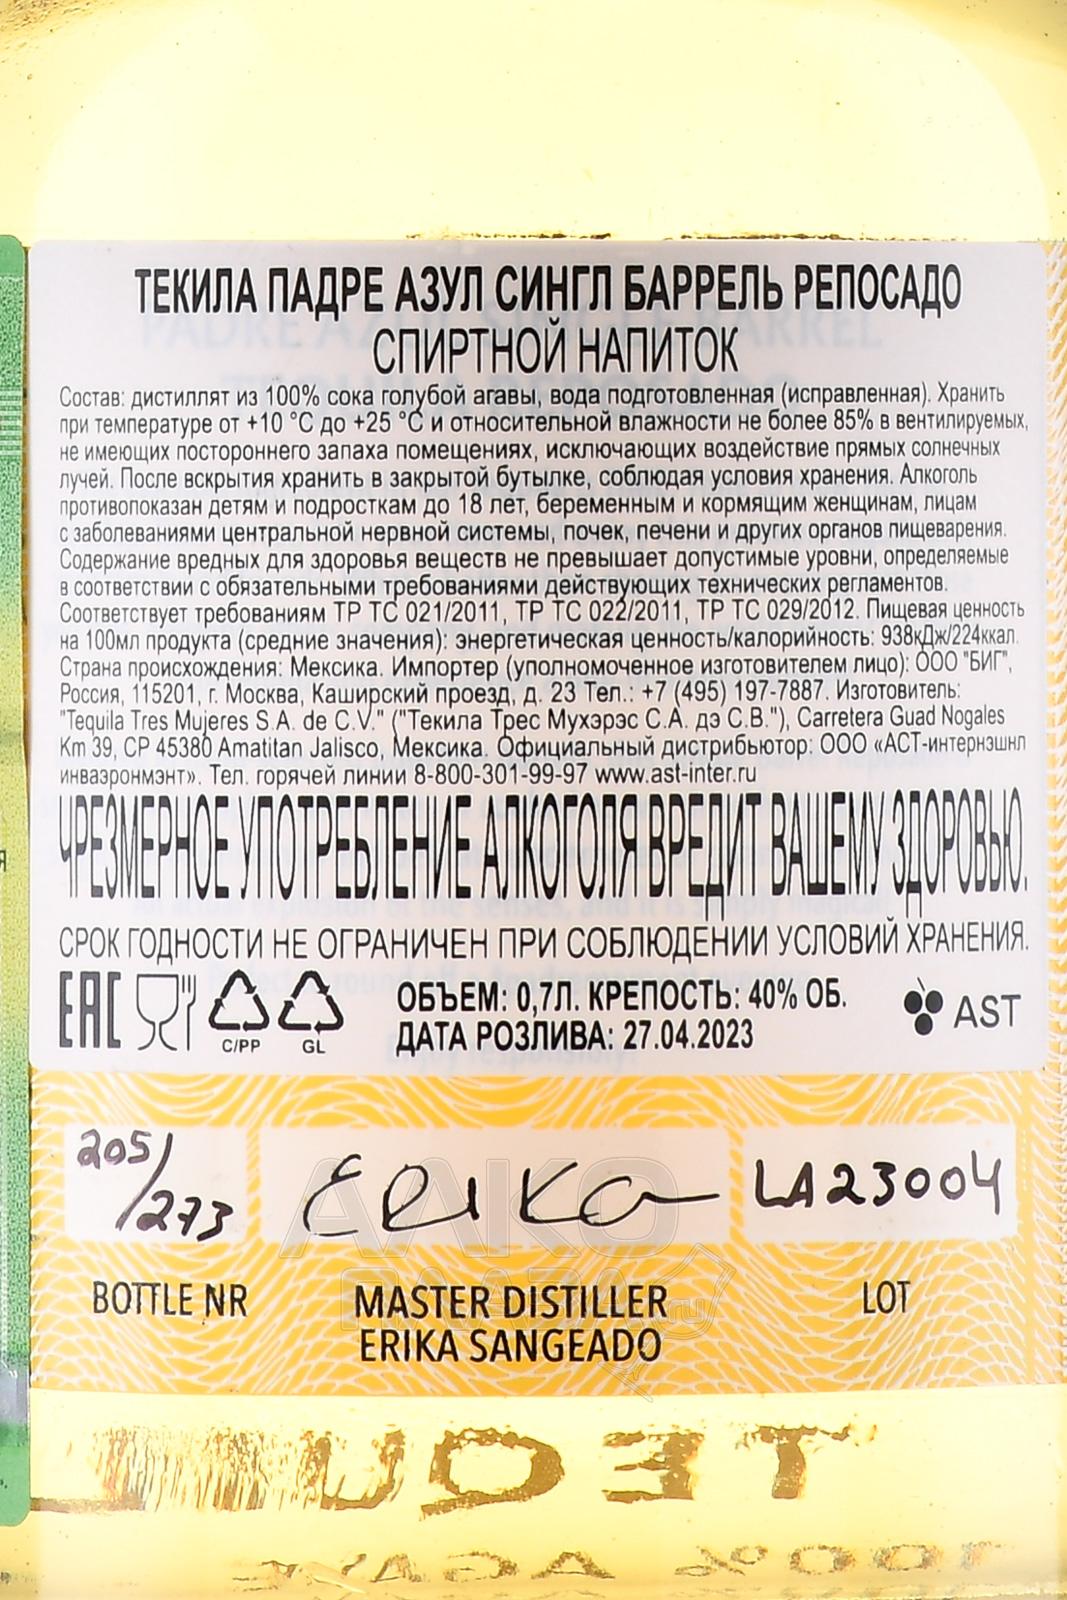 ТЕКИЛА ПАДРЕ АЗУЛ СИНГЛ БАРРЕЛЬ РЕПОСАДО
СПИРТНОЙ НАПИТОК
Состав: дистиллят из 100% сока голубой агавы, вода подготовленная (исправленная). Хранить
при температуре от +10 °С до +25 °С и относительной влажности не более 85% в вентилируемых,
не имеющих постороннего запаха помещениях, исключающих воздействие прямых солнечных
лучей. После вскрытия хранить в закрытой бутылке, соблюдая условия хранения. Алкоголь
противопоказан детям и подросткам до 18 лет, беременным и кормящим женщинам, лицам
с заболеваниями центральной нервной системы, почек, печени и других органов пищеварения.
Содержание вредных для здоровья веществ не превышает допустимые уровни, определяемые
в соответствии с обязательными требованиями действующих технических регламентов.
Соответствует требованиям ТР ТС 021/2011, ТР ТС 022/2011, ТР ТС 029/2012. Пищевая ценность
на 100мл продукта (средние значения): энергетическая ценность/калорийность: 938кДж/224ккал.
Страна происхождения: Мексика. Импортер (уполномоченное изготовителем лицо): ООО "БИГ",
Россия, 115201, г. Москва, Каширский проезд, д. 23 Тел.: +7 (495) 197-7887. Изготовитель:
"Tequila Tres Mujeres S.A. de C.V." ("Текила Трес Мухэрэс С.А. дэ С.В."), Carretera Guad Nogales
Km 39, CP 45380 Amatitan Jalisco, Мексика. Официальный дистрибьютор: ООО «АСТ-интернэшнл
инваэронмэнт». Тел. горячей линии 8-800-301-99-97 www.ast-inter.ru
ЧРЕЗМЕРНОЕ УПОТРЕБЛЕНИЕ АЛКОГОЛЯ ВРЕДИТ ВАШЕМУ ЗДОРОВЬЮ.
СРОК ГОДНОСТИ НЕ ОГРАНИЧЕН ПРИ СОБЛЮДЕНИИ УСЛОВИЙ ХРАНЕНИЯ.
EAC C/PP GL ОБЪЕМ: 0,7Л. КРЕПОСТЬ: 40% ОБ. AST
ДАТА РОЗЛИВА: 27.04.2023
205/273 Erika LA23004
BOTTLE NR MASTER DISTILLER LOT
ERIKA SANGEADO
АЛКО
ПЛАЗА.ru